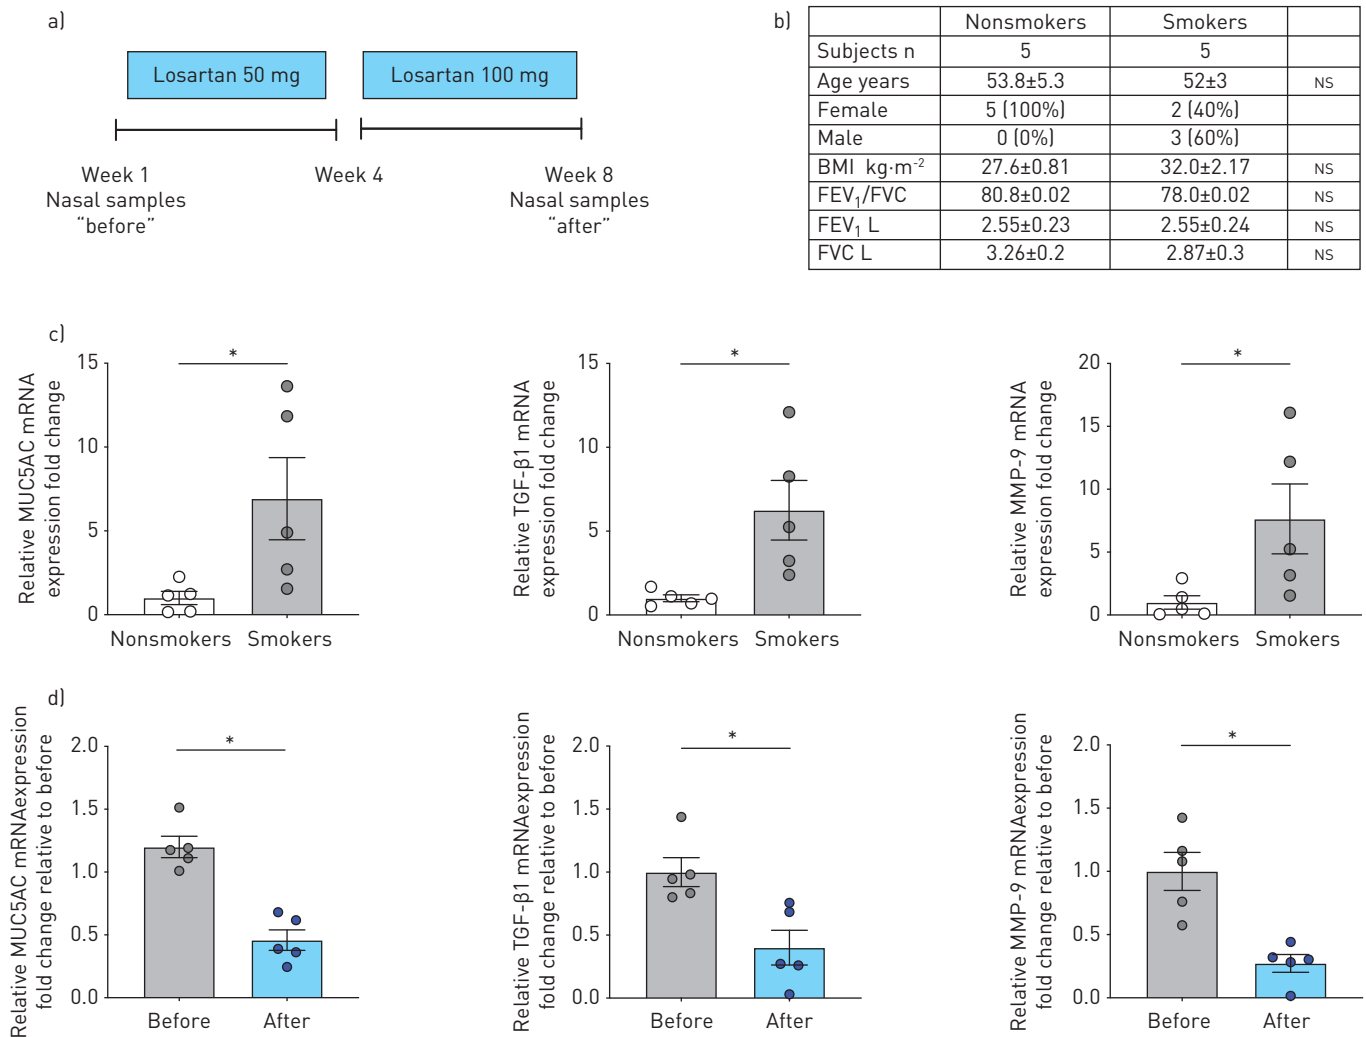 a)
Losartan 50 mg
Losartan 100 mg
Week 1
Nasal samples
“before”
Week 4
Week 8
Nasal samples
“after”
b)
Nonsmokers Smokers
Subjects n 5 5
Age years 53.8±5.3 52±3 NS
Female 5 (100%) 2 (40%)
Male 0 (0%) 3 (60%)
BMI kg·m⁻² 27.6±0.81 32.0±2.17 NS
FEV₁/FVC 80.8±0.02 78.0±0.02 NS
FEV₁ L 2.55±0.23 2.55±0.24 NS
FVC L 3.26±0.2 2.87±0.3 NS
c)
Relative MUC5AC mRNA
expression fold change
15
10
5
0
*
Nonsmokers Smokers
Relative TGF-β1 mRNA
expression fold change
15
10
5
0
*
Nonsmokers Smokers
Relative MMP-9 mRNA
expression fold change
20
15
10
5
0
*
Nonsmokers Smokers
d)
Relative MUC5AC mRNAexpression
fold change relative to before
2.0
1.5
1.0
0.5
0.0
*
Before After
Relative TGF-β1 mRNAexpression
fold change relative to before
2.0
1.5
1.0
0.5
0.0
*
Before After
Relative MMP-9 mRNAexpression
fold change relative to before
2.0
1.5
1.0
0.5
0.0
*
Before After